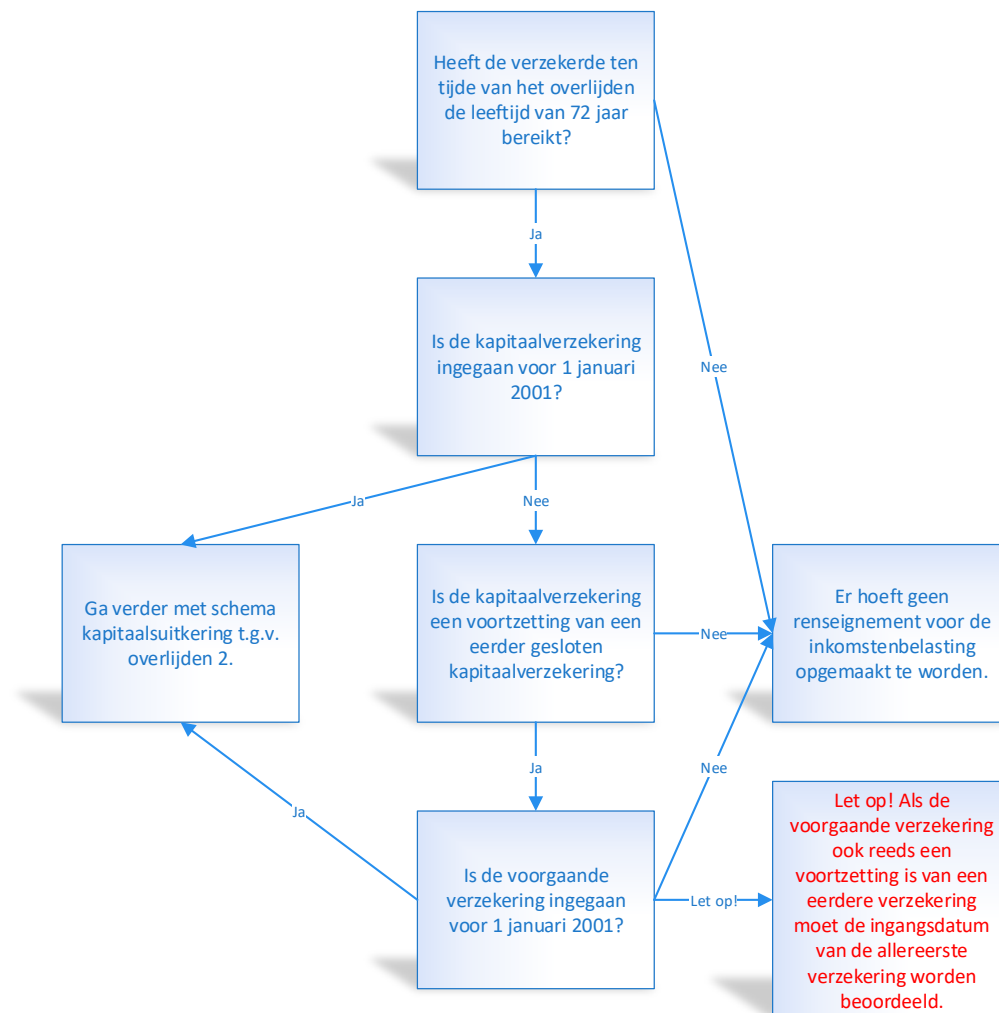 Heeft de verzekerde ten
tijde van het overlijden
de leeftijd van 72 jaar
bereikt?
Ja
Nee
Is de kapitaalverzekering
ingegaan voor 1 januari
2001?
Ja
Nee
Ga verder met schema
kapitaalsuitkering t.g.v.
overlijden 2.
Is de kapitaalverzekering
een voortzetting van een
eerder gesloten
kapitaalverzekering?
Nee
Er hoeft geen
renseignement voor de
inkomstenbelasting
opgemaakt te worden.
Ja
Nee
Ja
Is de voorgaande
verzekering ingegaan
voor 1 januari 2001?
Let op!
Let op! Als de
voorgaande verzekering
ook reeds een
voortzetting is van een
eerdere verzekering
moet de ingangsdatum
van de allereerste
verzekering worden
beoordeeld.